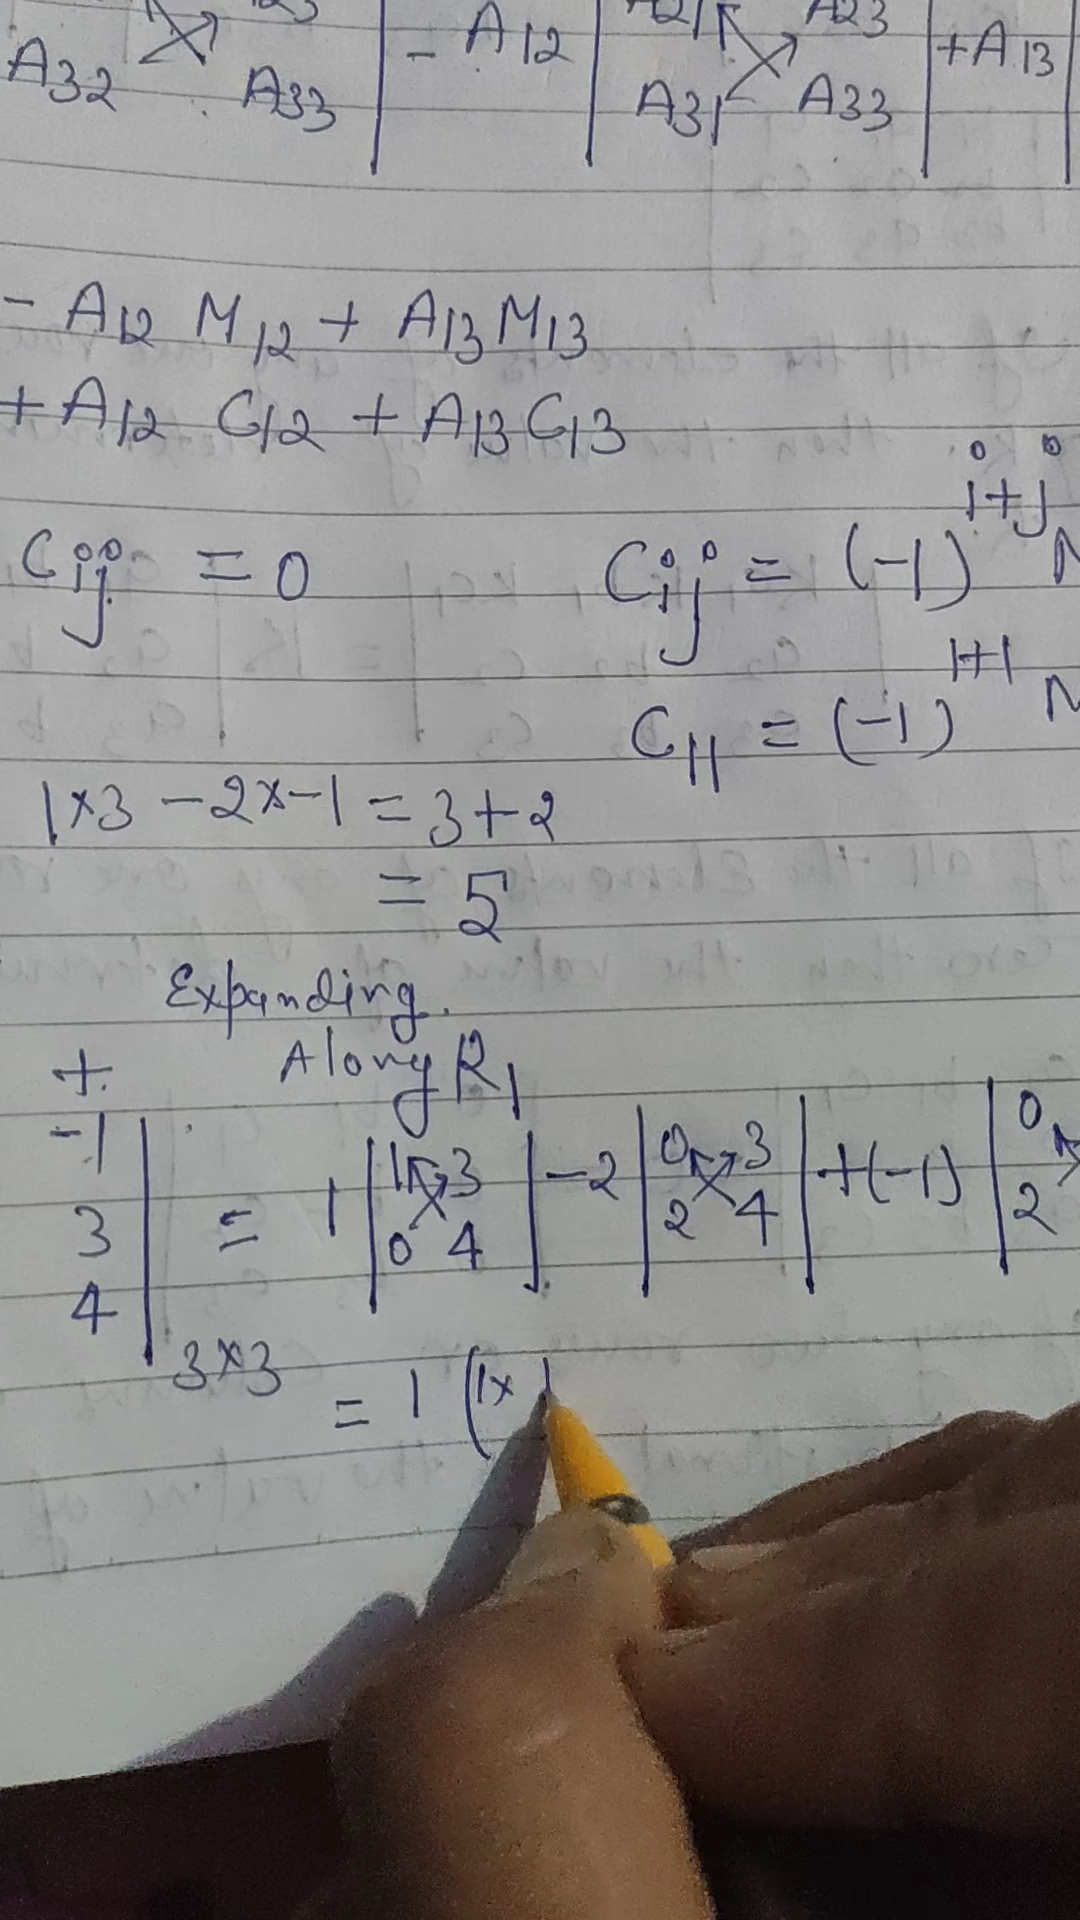 A32 A33 | - A12 | A21 A23 | + A13 |
A31 A33
- A12 M12 + A13 M13
+ A12 C12 + A13 C13
Cij = 0
Cij = (-1)^i+j
C11 = (-1)^1+1
1×3 - 2×-1 = 3+2
= 5
Expanding
Along R1
+
-1
3
4
| 3×3
= 1 | 1 3 | - 2 | 0 3 | + (-1) | 0
0 4 2 4 2
= 1 (1×